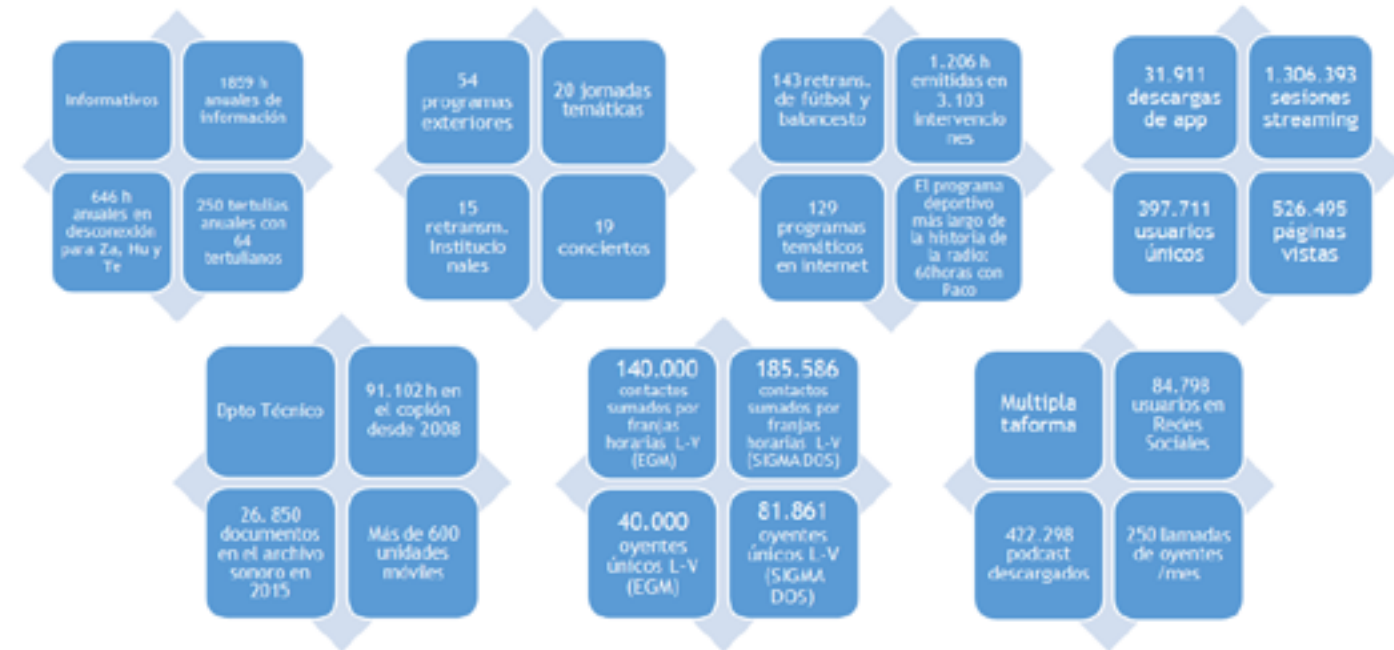 Informativos
1859 h
anuales de
información
646 h
anuales en
desconexión
para Za, Hu y
Te
250 tertulias
anuales con
64
tertulianos
54
programas
exteriores
20 jornadas
temáticas
15
retransm.
Institucio
nales
19
conciertos
143 retrans.
de fútbol y
baloncesto
1.206 h
emitidas en
3.103
intervencio
nes
129
programas
temáticos
en internet
El programa
deportivo
más largo de
la historia de
la radio:
60horas con
Paco
31.911
descargas
de app
1.306.393
sesiones
streaming
397.711
usuarios
únicos
526.495
páginas
vistas
Dpto Técnico
91.102 h en
el copión
desde 2008
26. 850
documentos
en el archivo
sonoro en
2015
Más de 600
unidades
móviles
140.000
contactos
sumados por
franjas
horarias L-V
(EGM)
185.586
contactos
sumados por
franjas
horarias L-V
(SIGMA DOS)
40.000
oyentes
únicos L-V
(EGM)
81.861
oyentes
únicos L-V
(SIGMA
DOS)
Multipla
taforma
84.798
usuarios en
Redes
Sociales
422.298
podcast
descargados
250 llamadas
de oyentes
/mes